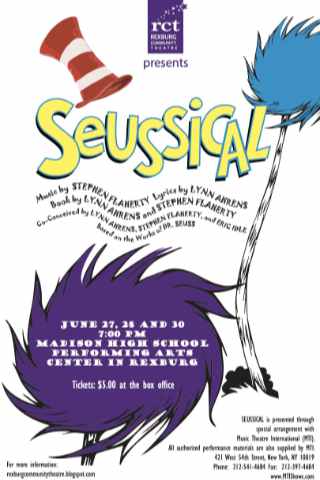 rct
REXBURG
COMMUNITY
THEATRE
presents
SEUSSICAL
Music by STEPHEN FLAHERTY Lyrics by LYNN AHRENS
Book by LYNN AHRENS and STEPHEN FLAHERTY
Co-Conceived by LYNN AHRENS, STEPHEN FLAHERTY, and ERIC IDLE
Based on the Works of DR. SEUSS
JUNE 27, 28 AND 30
7:00 PM
MADISON HIGH SCHOOL
PERFORMING ARTS
CENTER IN REXBURG
Tickets: $5.00 at the box office
SEUSSICAL is presented through
special arrangement with
Music Theatre International (MTI).
All authorized performance materials are also supplied by MTI.
421 West 54th Street, New York, NY 10019
Phone: 212-541-4684 Fax: 212-397-4684
www.MTIShows.com
For more information:
rexburgcommunitytheatre.blogspot.com